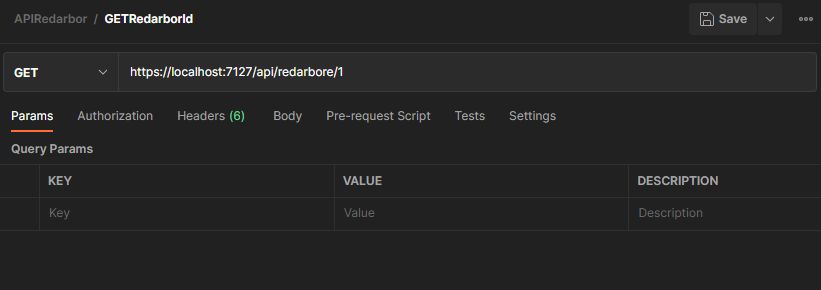 APIRedarbor / GETRedarborId
Save
GET https://localhost:7127/api/redarbore/1
Params Authorization Headers (6) Body Pre-request Script Tests Settings
Query Params
KEY VALUE DESCRIPTION
Key Value Description